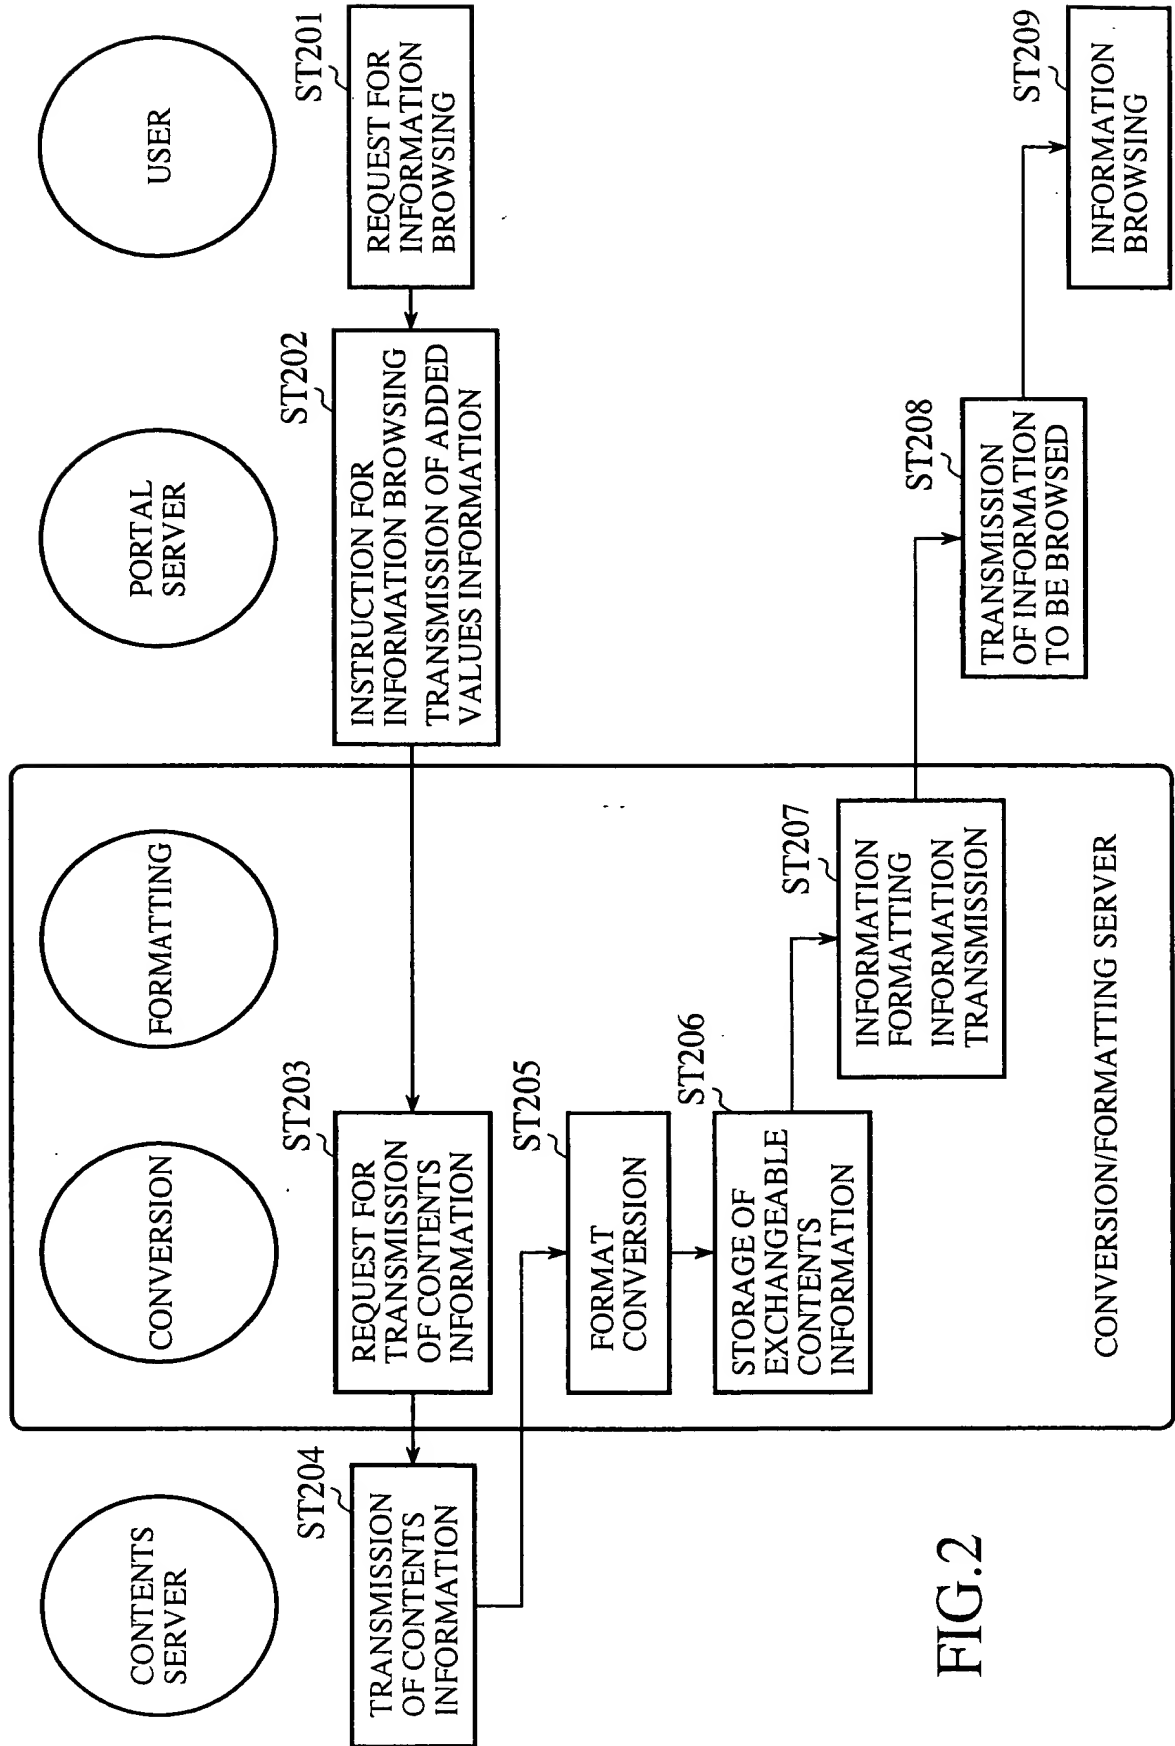 CONTENTS
SERVER
CONVERSION
FORMATTING
PORTAL
SERVER
USER
ST201
REQUEST FOR
INFORMATION
BROWSING
ST202
INSTRUCTION FOR
INFORMATION BROWSING
TRANSMISSION OF ADDED
VALUES INFORMATION
ST203
REQUEST FOR
TRANSMISSION
OF CONTENTS
INFORMATION
ST204
TRANSMISSION
OF CONTENTS
INFORMATION
ST205
FORMAT
CONVERSION
ST206
STORAGE OF
EXCHANGEABLE
CONTENTS
INFORMATION
ST207
INFORMATION
FORMATTING
INFORMATION
TRANSMISSION
ST208
TRANSMISSION
OF INFORMATION
TO BE BROWSED
ST209
INFORMATION
BROWSING
CONVERSION/FORMATTING SERVER
FIG.2